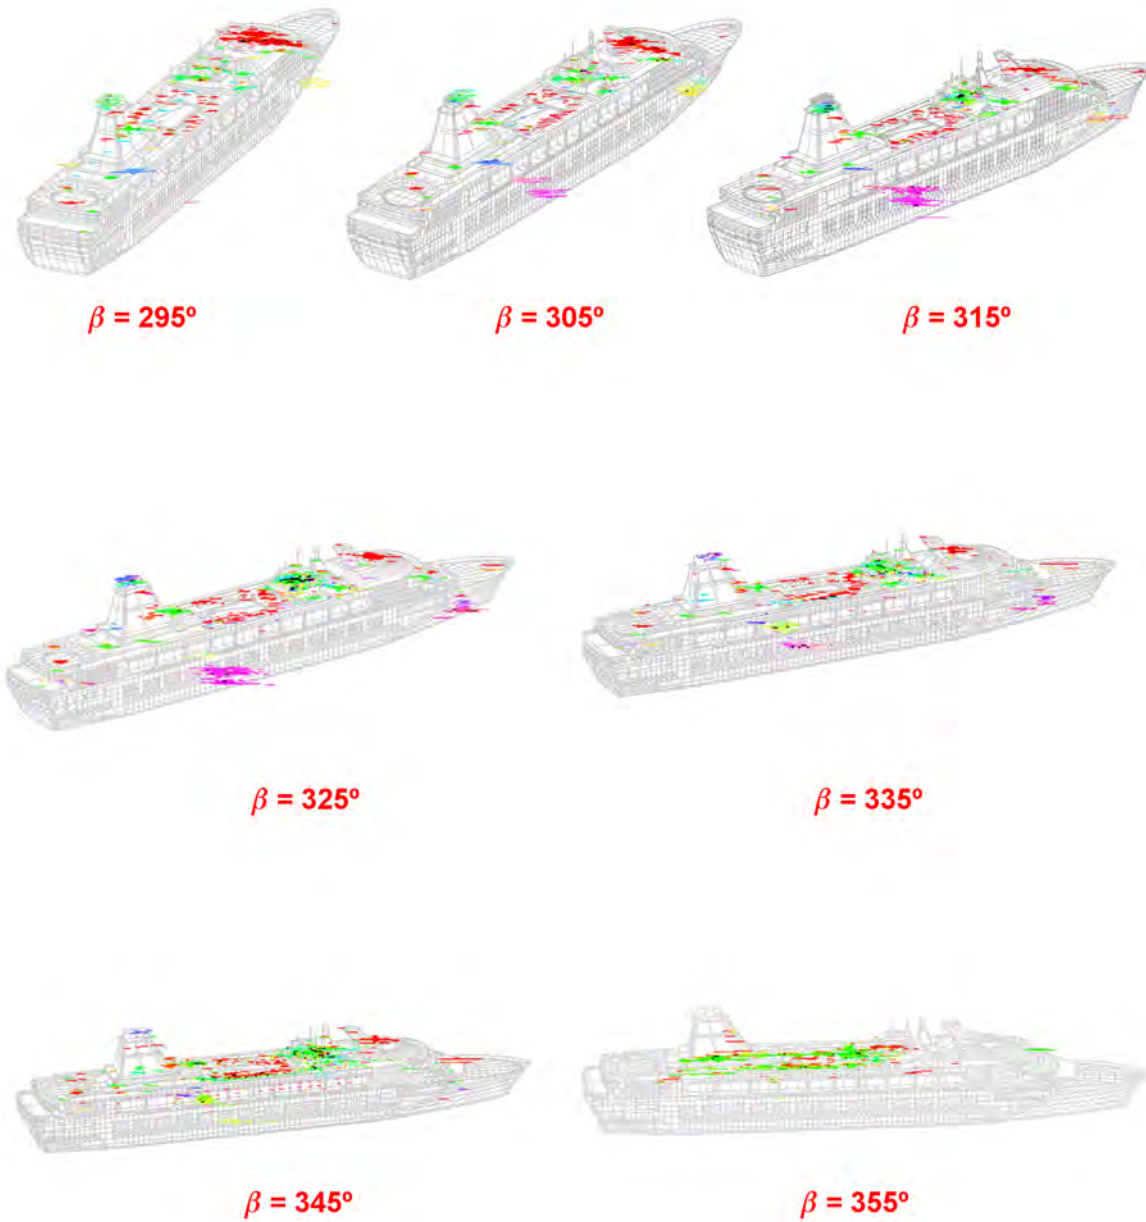 β = 295º
β = 305º
β = 315º
β = 325º
β = 335º
β = 345º
β = 355º